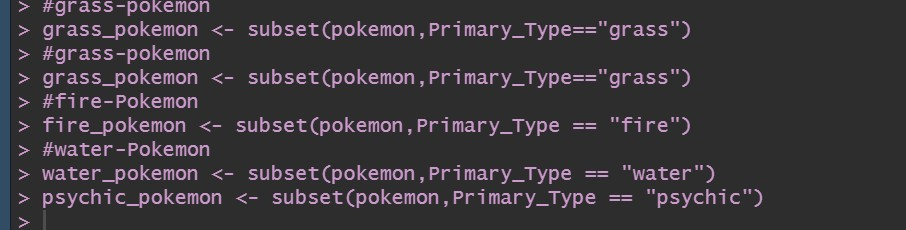 > #grass-pokemon
> grass_pokemon <- subset(pokemon,Primary_Type=="grass")
> #grass-pokemon
> grass_pokemon <- subset(pokemon,Primary_Type=="grass")
> #fire-Pokemon
> fire_pokemon <- subset(pokemon,Primary_Type == "fire")
> #water-Pokemon
> water_pokemon <- subset(pokemon,Primary_Type == "water")
> psychic_pokemon <- subset(pokemon,Primary_Type == "psychic")
>